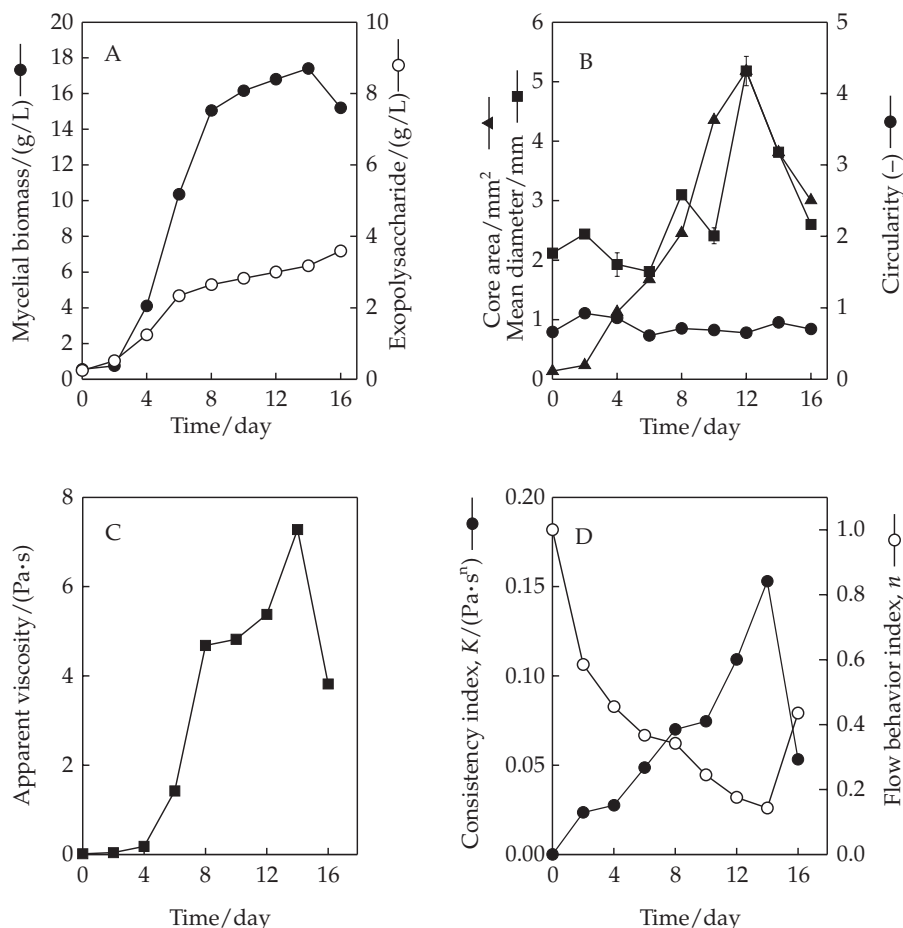 A
Mycelial biomass/(g/L)
20
18
16
14
12
10
8
6
4
2
0
Exopolysaccharide/(g/L)
10
8
6
4
2
0
0 4 8 12 16
Time/day
B
Core area/mm²
Mean diameter/mm
6
5
4
3
2
1
0
Circularity (–)
5
4
3
2
1
0
0 4 8 12 16
Time/day
C
Apparent viscosity/(Pa·s)
8
6
4
2
0
0 4 8 12 16
Time/day
D
Consistency index, K/(Pa·sⁿ)
0.20
0.15
0.10
0.05
0.00
Flow behavior index, n
1.0
0.8
0.6
0.4
0.2
0.0
0 4 8 12 16
Time/day